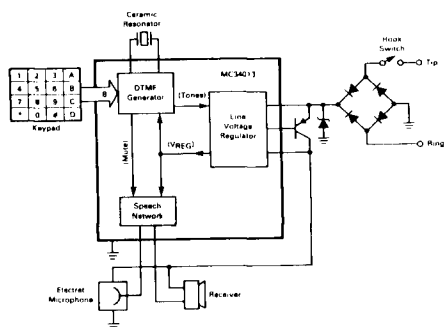 Ceramic
Resonator
1 2 3 A
4 5 6 B
7 8 9 C
* 0 # D
Keypad
8
DTMF
Generator
(Tones)
Line
Voltage
Regulator
Hook
Switch
Tip
Ring
(Mute)
(VREG)
Speech
Network
Electret
Microphone
Receiver